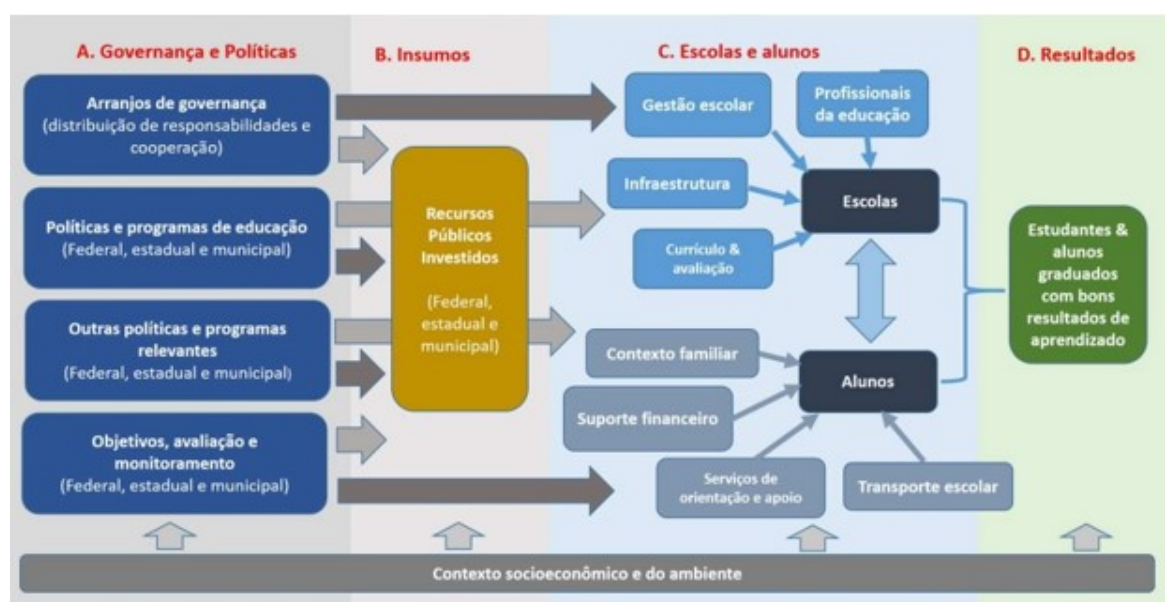 A. Governança e Políticas
B. Insumos
C. Escolas e alunos
D. Resultados
Arranjos de governança
(distribuição de responsabilidades e
cooperação)
Políticas e programas de educação
(Federal, estadual e municipal)
Outras políticas e programas
relevantes
(Federal, estadual e municipal)
Objetivos, avaliação e
monitoramento
(Federal, estadual e municipal)
Recursos
Públicos
Investidos
(Federal,
estadual e
municipal)
Gestão escolar
Profissionais
da educação
Infraestrutura
Escolas
Currículo &
avaliação
Contexto familiar
Alunos
Suporte financeiro
Serviços de
orientação e apoio
Transporte escolar
Estudantes &
alunos
graduados
com bons
resultados de
aprendizado
Contexto socioeconômico e do ambiente